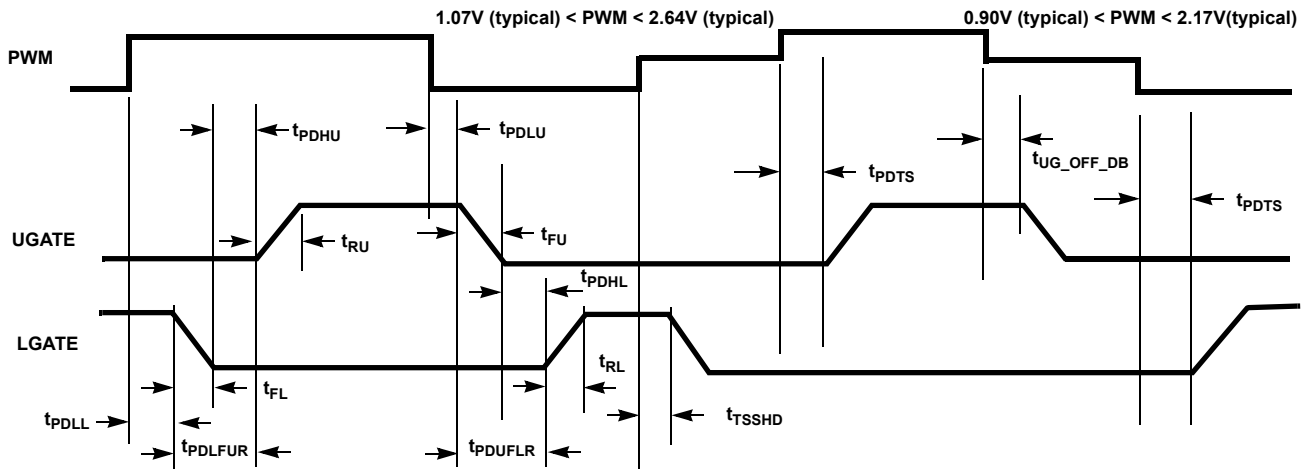 1.07V (typical) < PWM < 2.64V (typical)
0.90V (typical) < PWM < 2.17V(typical)
PWM
tPDHU
tPDLU
tUG_OFF_DB
tPDTS
tPDTS
UGATE
tRU
tFU
tPDHL
LGATE
tRL
tFL
tPDLL
tTSSHD
tPDLFUR
tPDUFLR